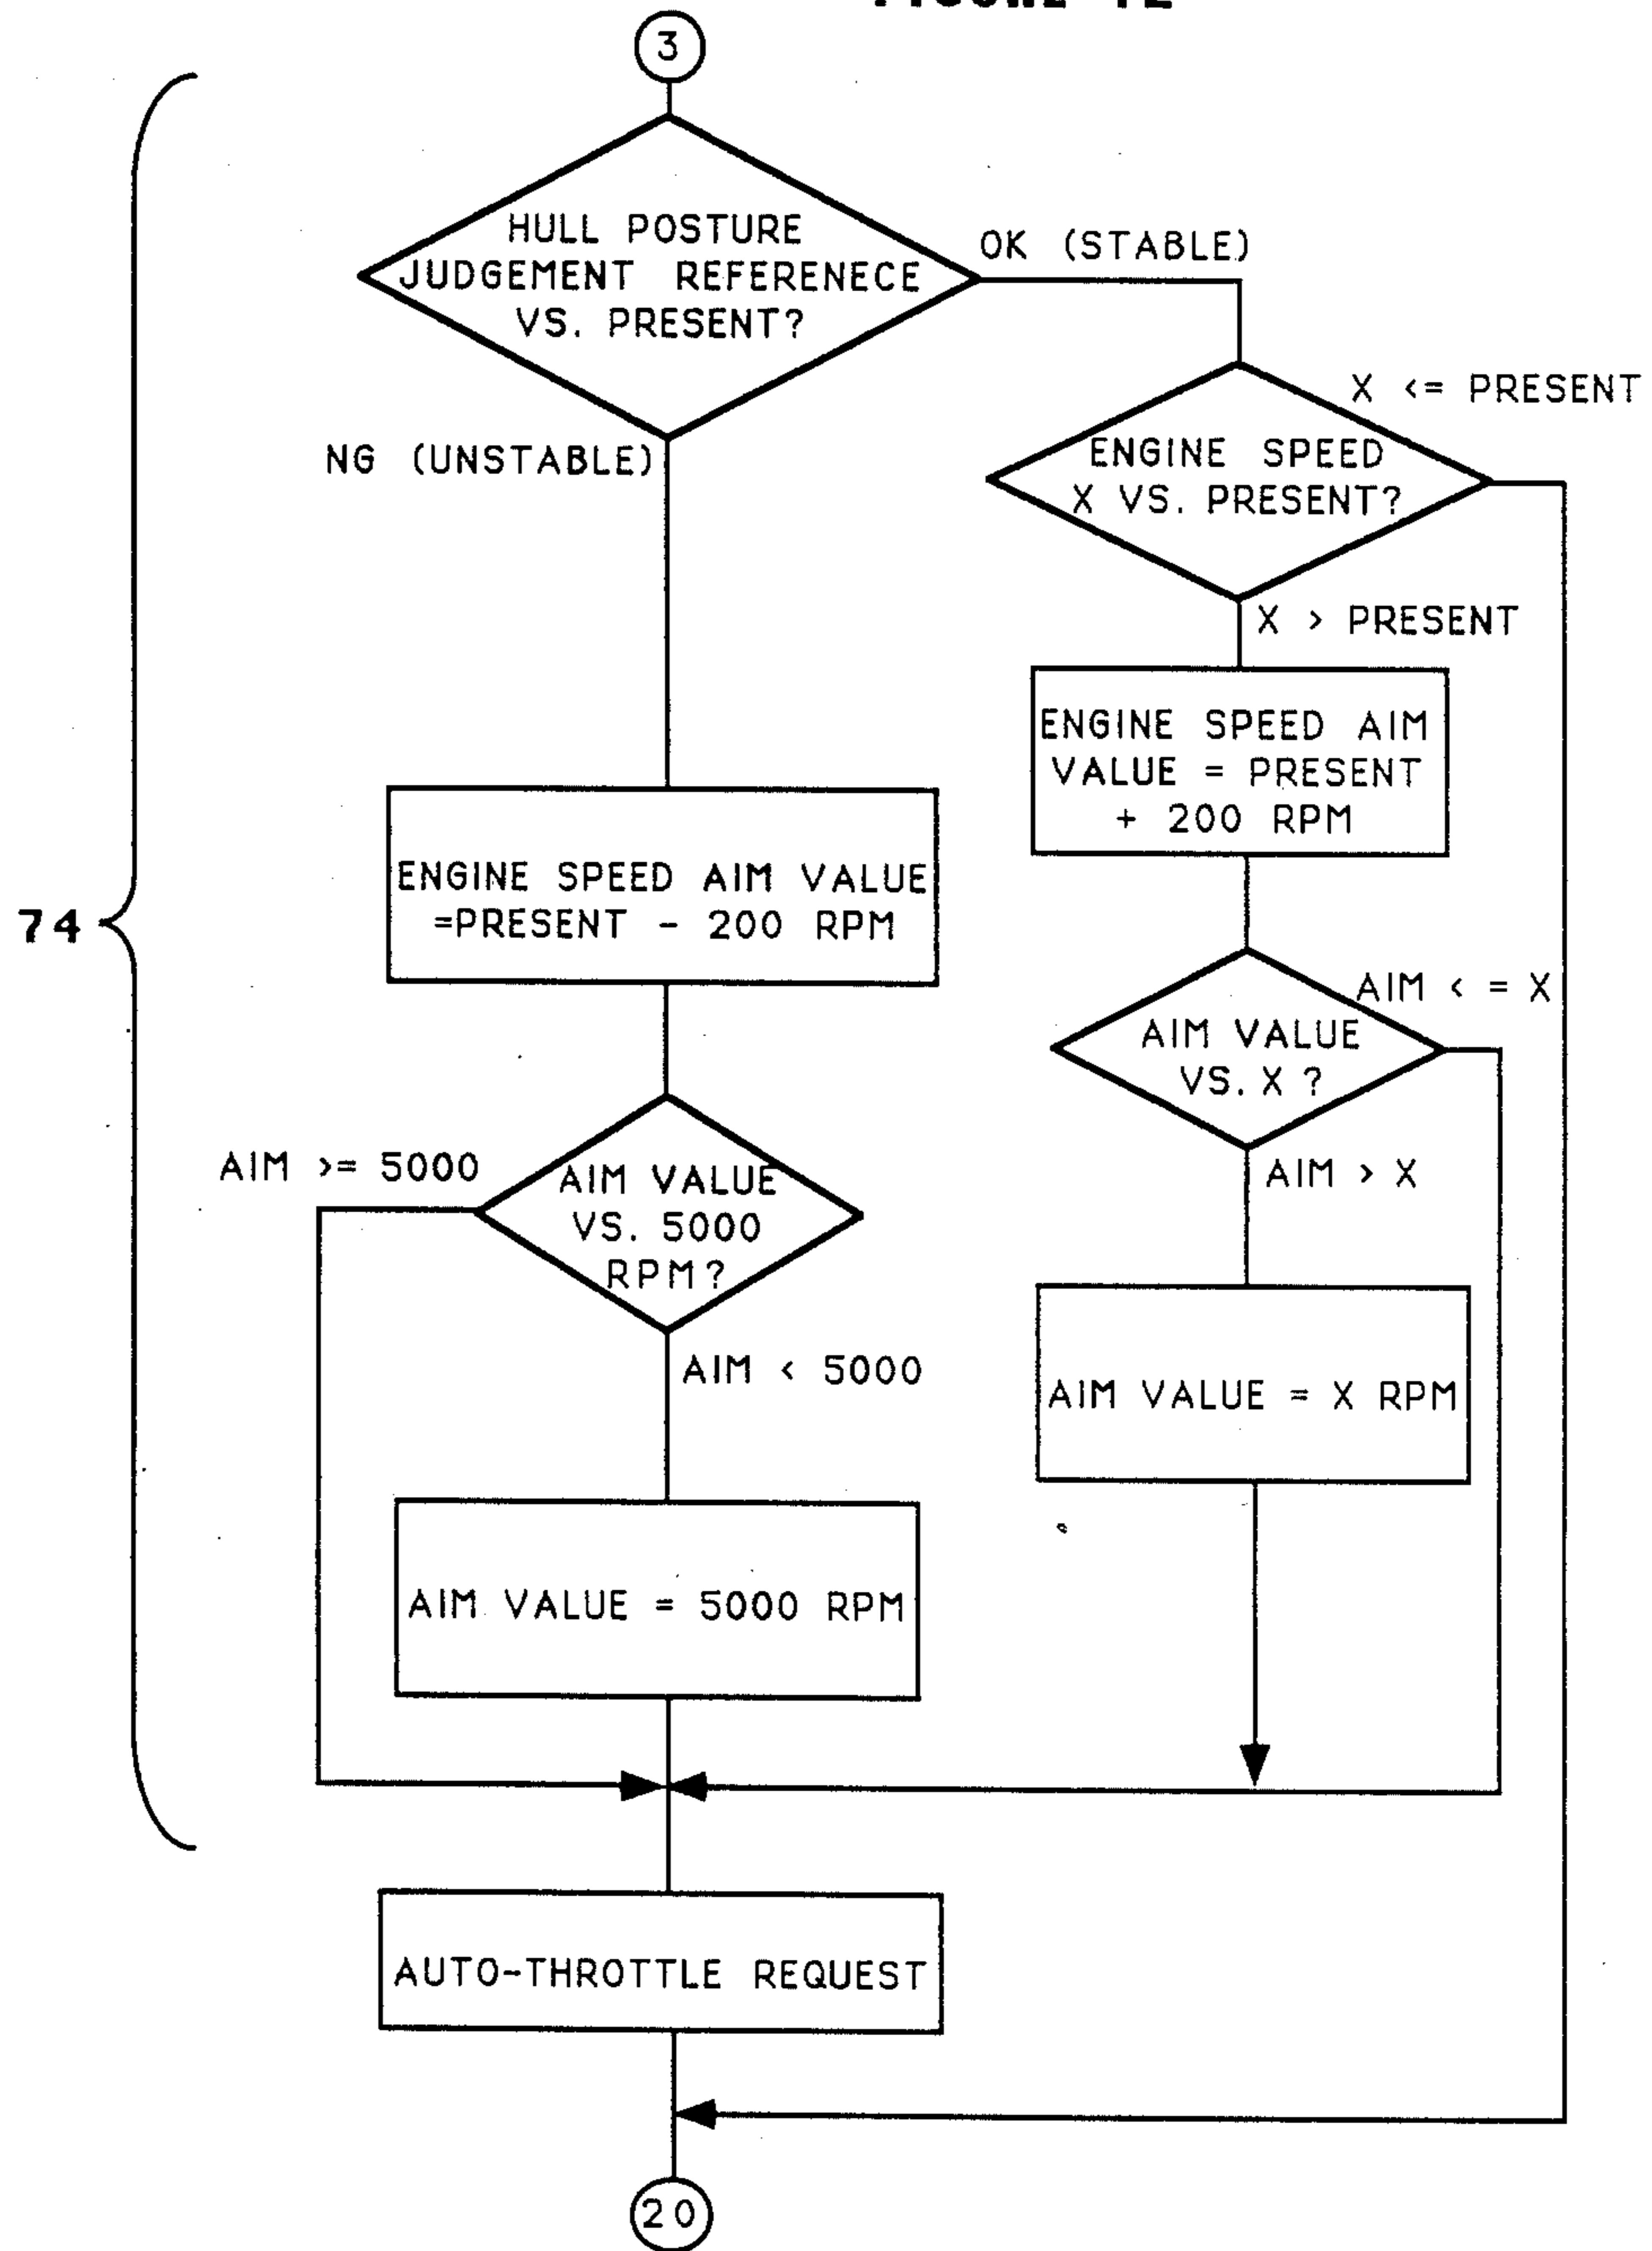 3
HULL POSTURE
JUDGEMENT REFERENECE
VS. PRESENT?
OK (STABLE)
NG (UNSTABLE)
X <= PRESENT
ENGINE SPEED
X VS. PRESENT?
X > PRESENT
ENGINE SPEED AIM
VALUE = PRESENT
+ 200 RPM
ENGINE SPEED AIM VALUE
=PRESENT - 200 RPM
74
AIM < = X
AIM VALUE
VS. X ?
AIM > X
AIM >= 5000
AIM VALUE
VS. 5000
RPM?
AIM < 5000
AIM VALUE = X RPM
AIM VALUE = 5000 RPM
AUTO-THROTTLE REQUEST
20